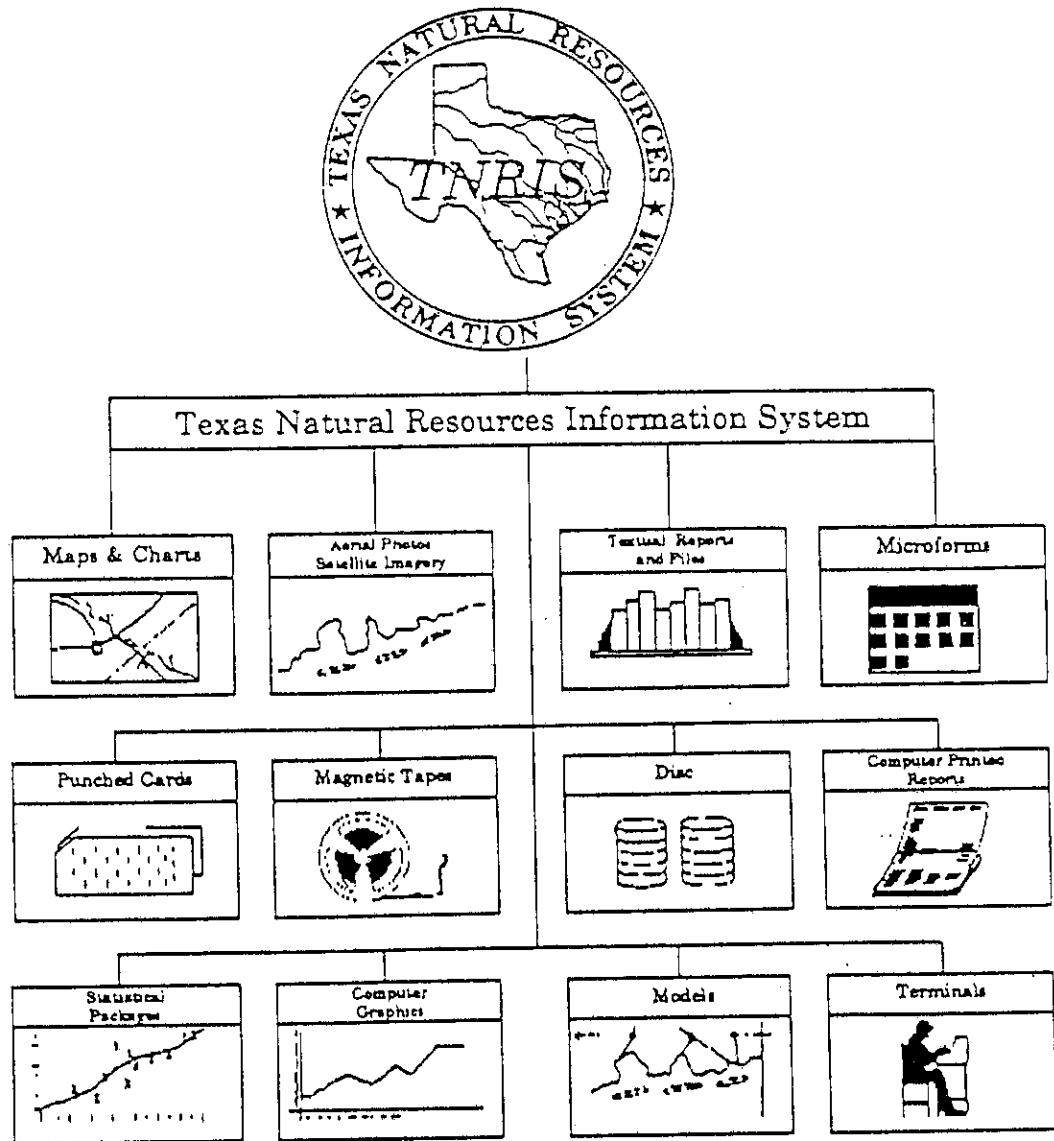 TEXAS NATURAL RESOURCES
★ INFORMATION SYSTEM ★
TNRIS
Texas Natural Resources Information System
Maps & Charts
Aerial Photos
Satellite Imagery
Textual Reports
and Files
Microforms
Punched Cards
Magnetic Tapes
Disc
Computer Printed
Reports
Statistical
Packages
Computer
Graphics
Models
Terminals